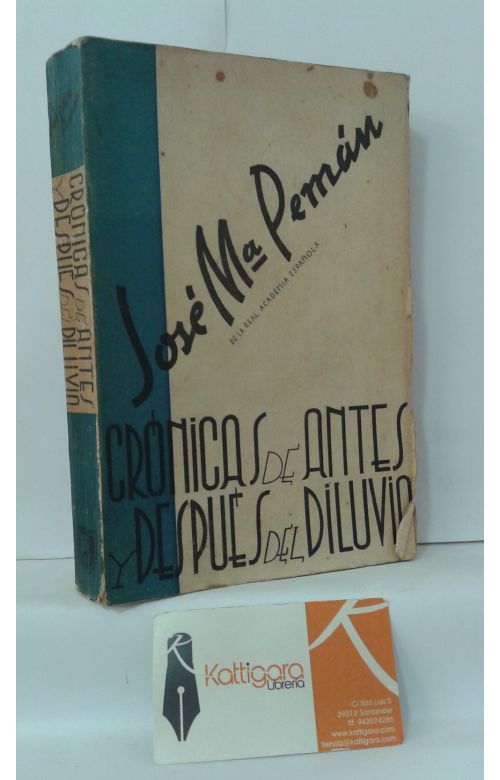 José Mª Pemán
DE LA REAL ACADEMIA ESPAÑOLA
CRÓNICAS DE ANTES
Y DESPUÉS DEL DILUVIO
CRÓNICAS DE ANTES
Y DESPUÉS DEL DILUVIO
Kattigara
Librería
C/ San Luis 5
39010 Santander
tlf: 942074286
www.kattigara.com
tienda@kattigara.com